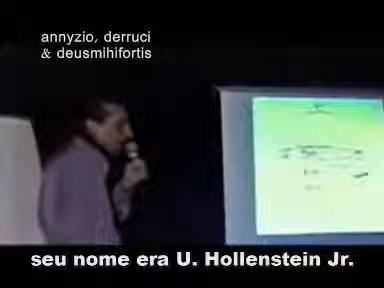 annyzio, derruci
& deusmihifortis
seu nome era U. Hollenstein Jr.